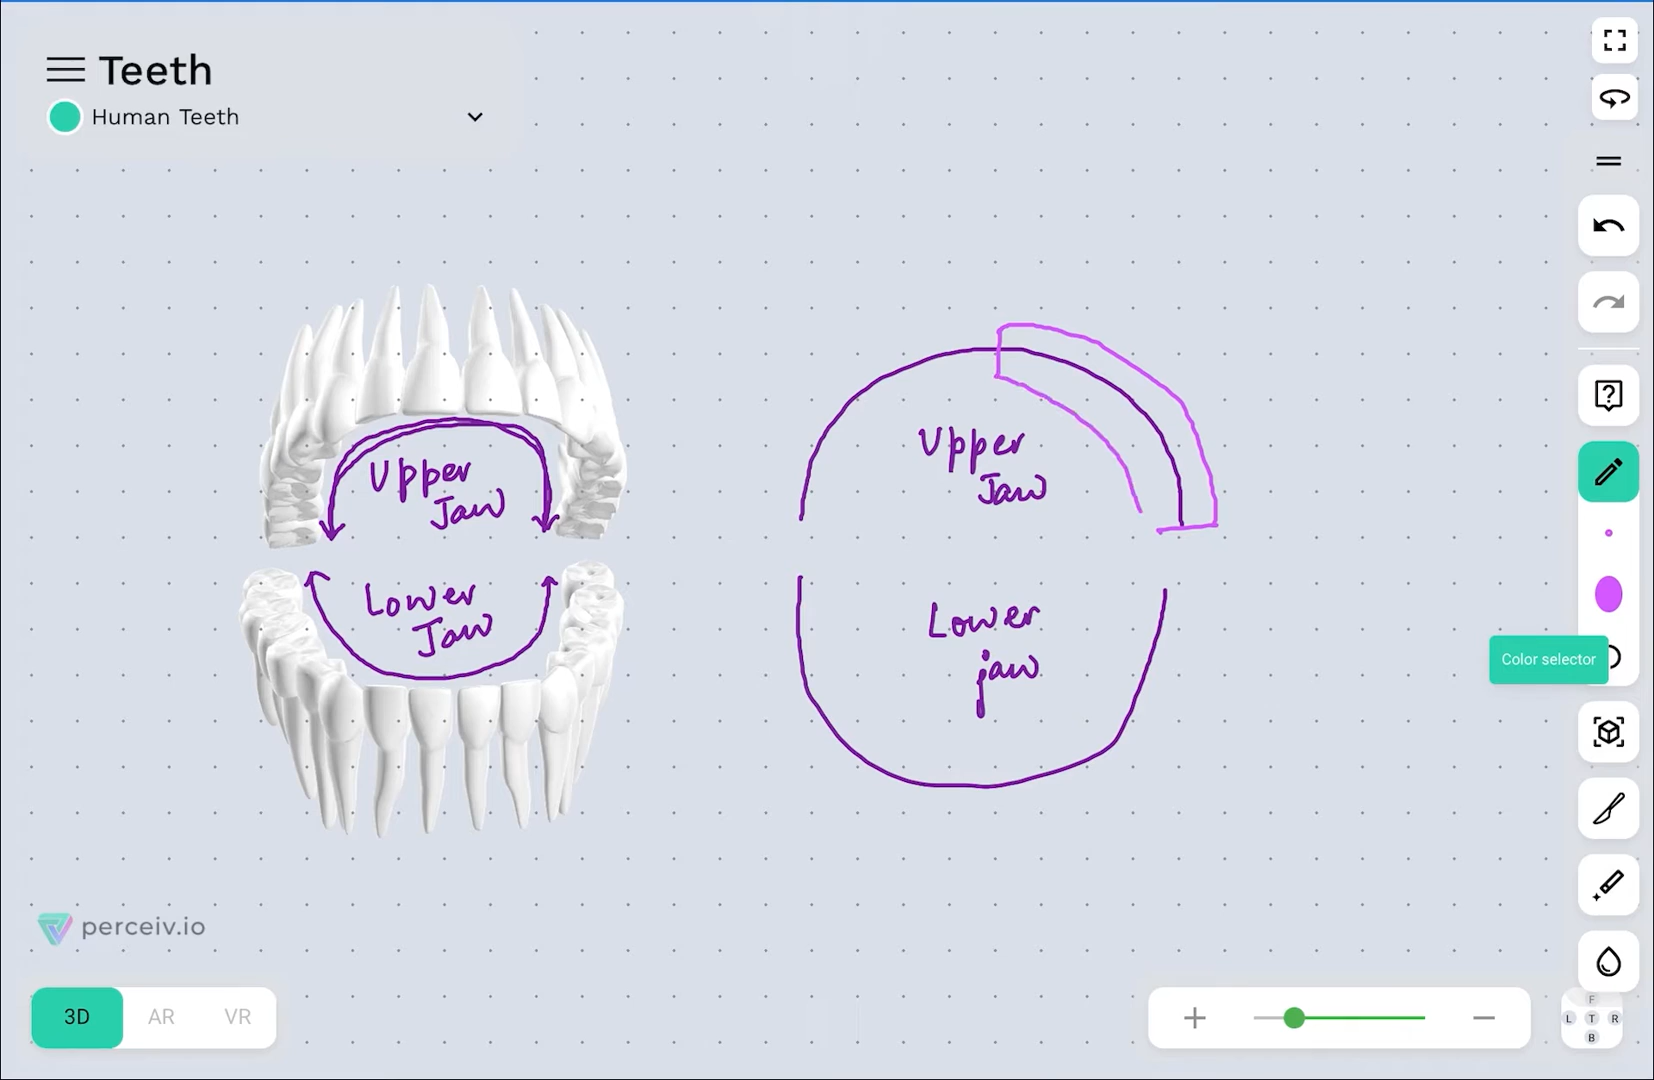 Teeth
Human Teeth
Upper
Jaw
Lower
Jaw
Upper
Jaw
Lower
jaw
Color selector
perceiv.io
3D AR VR
F
L T R
B